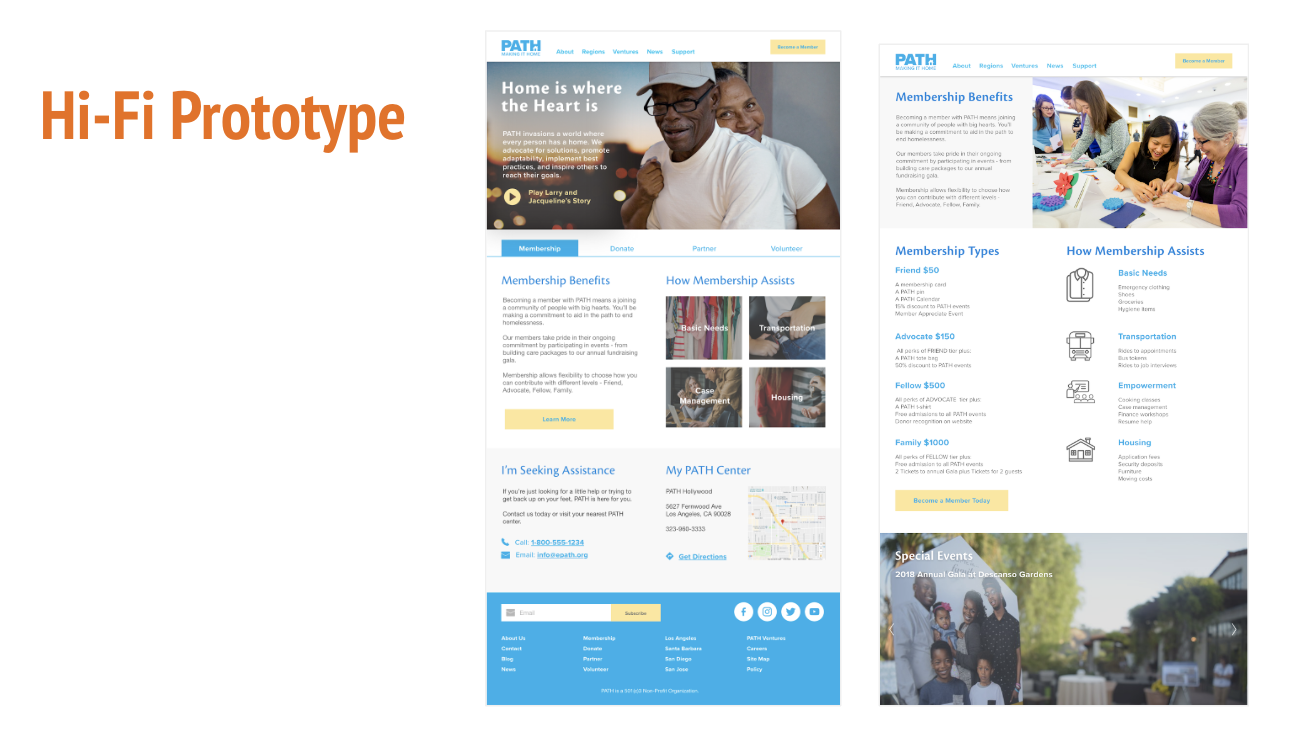 Hi-Fi Prototype
PATH
MAKING IT HOME
About Regions Ventures News Support
Become a Member
Home is where
the Heart is
PATH invasions a world where
every person has a home. We
advocate for solutions, promote
adaptability, implement best
practices, and inspire others to
reach their goals.
Play Larry and
Jacqueline's Story
Membership Donate Partner Volunteer
Membership Benefits
Becoming a member with PATH means a joining
a community of people with big hearts. You'll be
making a commitment to aid in the path to end
homelessness.
Our members take pride in their ongoing
commitment by participating in events - from
building care packages to our annual fundraising
gala.
Membership allows flexibility to choose how you
can contribute with different levels - Friend,
Advocate, Fellow, Family.
Learn More
How Membership Assists
Basic Needs
Transportation
Case
Management
Housing
I'm Seeking Assistance
If you're just looking for a little help or trying to
get back up on your feet, PATH is here for you.
Contact us today or visit your nearest PATH
center.
Call: 1-800-555-1234
Email: info@epath.org
My PATH Center
PATH Hollywood
5627 Fernwood Ave
Los Angeles, CA 90028
323-960-3333
Get Directions
Email
Subscribe
About Us Membership Los Angeles PATH Ventures
Contact Donate Santa Barbara Careers
Blog Partner San Diego Site Map
News Volunteer San Jose Policy
PATH is a 501(c)3 Non-Profit Organization.
PATH
MAKING IT HOME
About Regions Ventures News Support
Become a Member
Membership Benefits
Becoming a member with PATH means joining
a community of people with big hearts. You'll
be making a commitment to aid in the path to
end homelessness.
Our members take pride in their ongoing
commitment by participating in events - from
building care packages to our annual
fundraising gala.
Membership allows flexibility to choose how
you can contribute with different levels -
Friend, Advocate, Fellow, Family.
Membership Types
Friend $50
A membership card
A PATH pin
A PATH Calendar
15% discount to PATH events
Member Appreciate Event
Advocate $150
All perks of FRIEND tier plus:
A PATH tote bag
50% discount to PATH events
Fellow $500
All perks of ADVOCATE tier plus:
A PATH t-shirt
Free admissions to all PATH events
Donor recognition on website
Family $1000
All perks of FELLOW tier plus
Free admission to all PATH events
2 Tickets to annual Gala plus Tickets for 2 guests
Become a Member Today
How Membership Assists
Basic Needs
Emergency clothing
Shoes
Groceries
Hygiene items
Transportation
Rides to appointments
Bus tokens
Rides to job interviews
Empowerment
Cooking classes
Case management
Finance workshops
Resume help
Housing
Application fees
Security deposits
Furniture
Moving costs
Special Events
2018 Annual Gala at Descanso Gardens